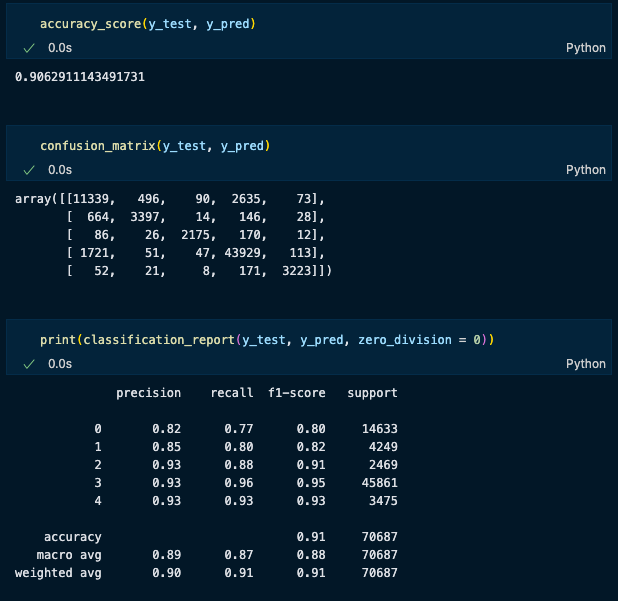 accuracy_score(y_test, y_pred)
✓ 0.0s Python
0.9062911143491731
confusion_matrix(y_test, y_pred)
✓ 0.0s Python
array([[11339,   496,    90,  2635,    73],
       [  664,  3397,    14,   146,    28],
       [   86,    26,  2175,   170,    12],
       [ 1721,    51,    47, 43929,   113],
       [   52,    21,     8,   171,  3223]])
print(classification_report(y_test, y_pred, zero_division = 0))
✓ 0.0s Python
              precision    recall  f1-score   support
           0       0.82      0.77      0.80     14633
           1       0.85      0.80      0.82      4249
           2       0.93      0.88      0.91      2469
           3       0.93      0.96      0.95     45861
           4       0.93      0.93      0.93      3475
    accuracy                           0.91     70687
   macro avg       0.89      0.87      0.88     70687
weighted avg       0.90      0.91      0.91     70687